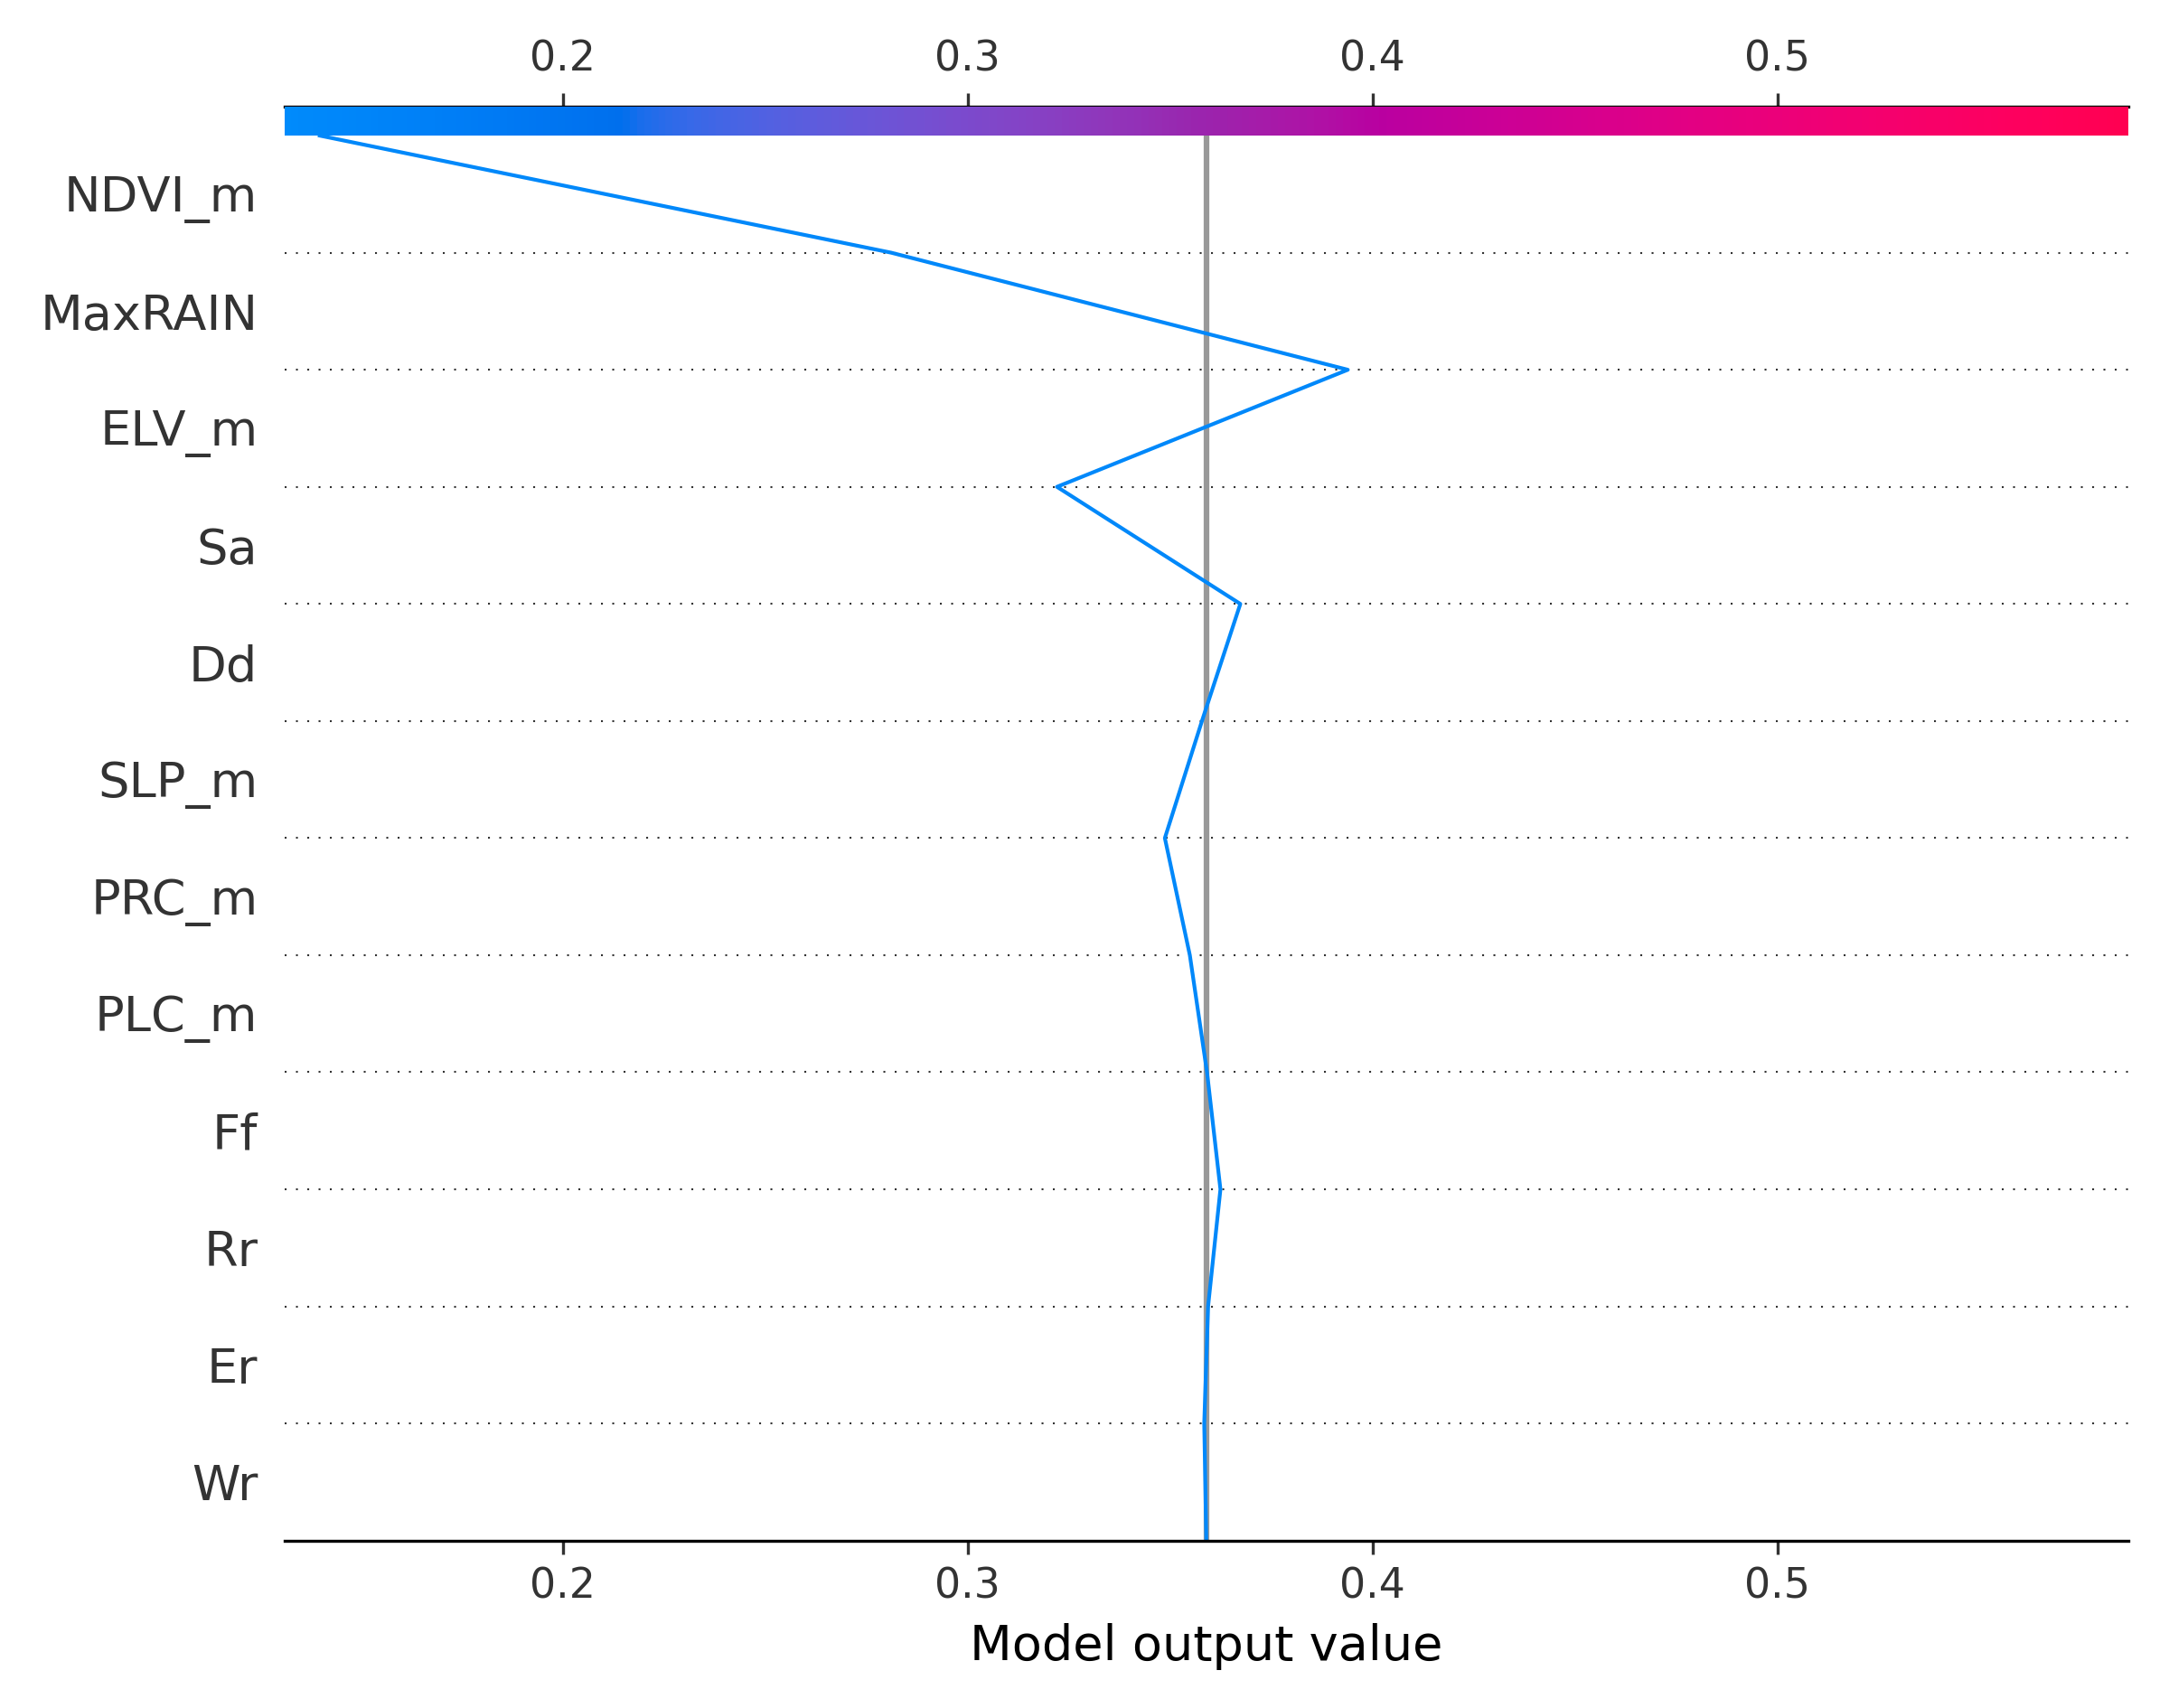 0.2 0.3 0.4 0.5
NDVI_m
MaxRAIN
ELV_m
Sa
Dd
SLP_m
PRC_m
PLC_m
Ff
Rr
Er
Wr
0.2 0.3 0.4 0.5
Model output value